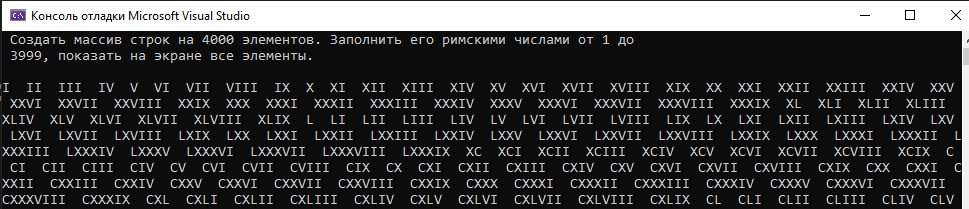 Консоль отладки Microsoft Visual Studio
Создать массив строк на 4000 элементов. Заполнить его римскими числами от 1 до
3999, показать на экране все элементы.
I II III IV V VI VII VIII IX X XI XII XIII XIV XV XVI XVII XVIII XIX XX XXI XXII XXIII XXIV XXV
XXVI XXVII XXVIII XXIX XXX XXXI XXXII XXXIII XXXIV XXXV XXXVI XXXVII XXXVIII XXXIX XL XLI XLII XLIII
XLIV XLV XLVI XLVII XLVIII XLIX L LI LII LIII LIV LV LVI LVII LVIII LIX LX LXI LXII LXIII LXIV LXV
LXVI LXVII LXVIII LXIX LXX LXXI LXXII LXXIII LXXIV LXXV LXXVI LXXVII LXXVIII LXXIX LXXX LXXXI LXXXII L
XXXIII LXXXIV LXXXV LXXXVI LXXXVII LXXXVIII LXXXIX XC XCI XCII XCIII XCIV XCV XCVI XCVII XCVIII XCIX C
CI CII CIII CIV CV CVI CVII CVIII CIX CX CXI CXII CXIII CXIV CXV CXVI CXVII CXVIII CXIX CXX CXXI C
XXII CXXIII CXXIV CXXV CXXVI CXXVII CXXVIII CXXIX CXXX CXXXI CXXXII CXXXIII CXXXIV CXXXV CXXXVI CXXXVII
CXXXVIII CXXXIX CXL CXLI CXLII CXLIII CXLIV CXLV CXLVI CXLVII CXLVIII CXLIX CL CLI CLII CLIII CLIV CLV